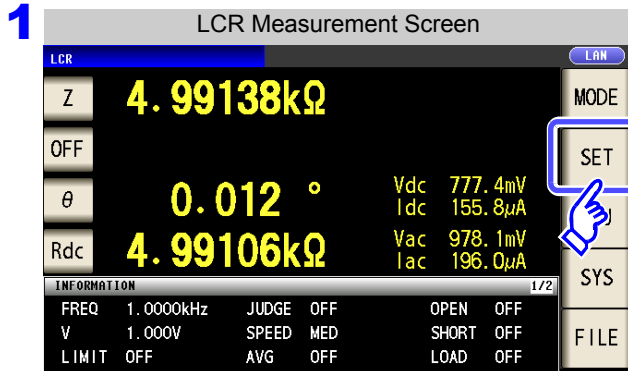 1
LCR Measurement Screen
LCR
LAN
Z 4.99138kΩ
MODE
OFF
SET
θ 0.012 °
Vdc 777.4mV
Idc 155.8μA
Rdc 4.99106kΩ
Vac 978.1mV
Iac 196.0μA
SYS
INFORMATION 1/2
FREQ 1.0000kHz JUDGE OFF OPEN OFF
V 1.000V SPEED MED SHORT OFF
LIMIT OFF AVG OFF LOAD OFF
FILE